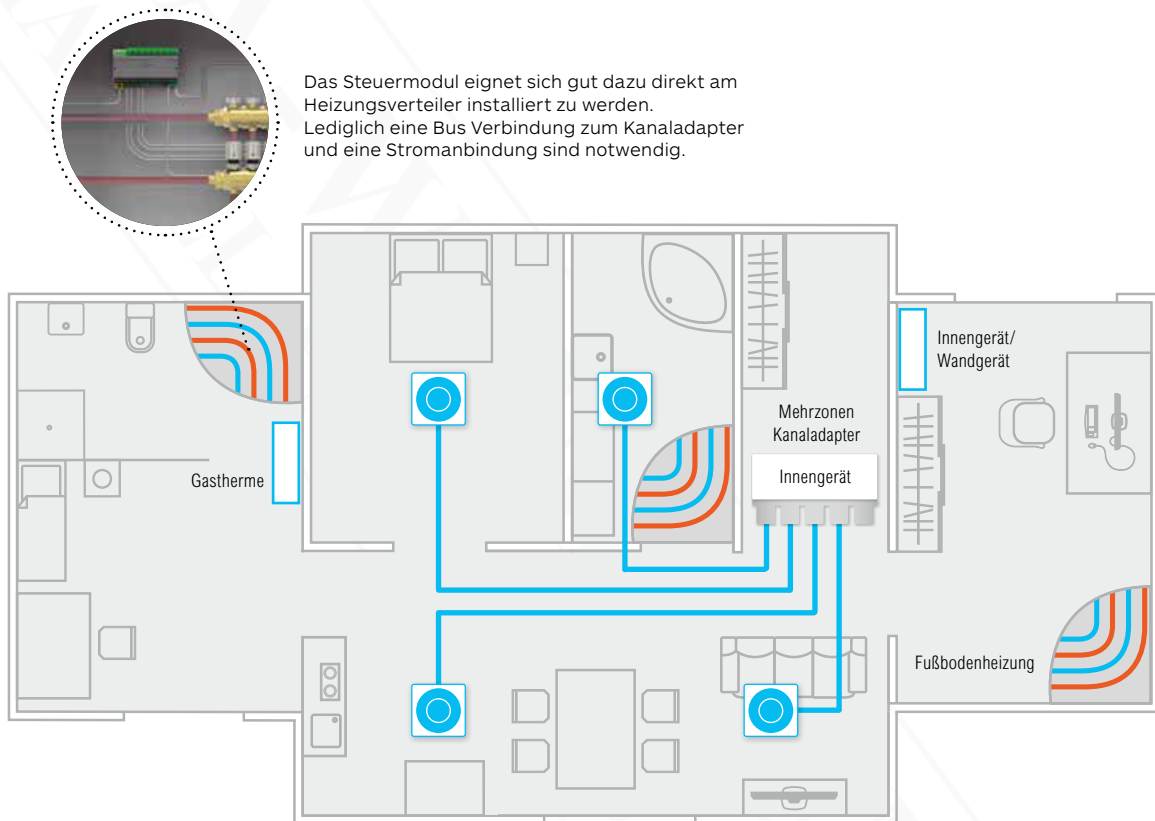 Das Steuermodul eignet sich gut dazu direkt am
Heizungsverteiler installiert zu werden.
Lediglich eine Bus Verbindung zum Kanaladapter
und eine Stromanbindung sind notwendig.
Innengerät/
Wandgerät
Mehrzonen
Kanaladapter
Innengerät
Gastherme
Fußbodenheizung